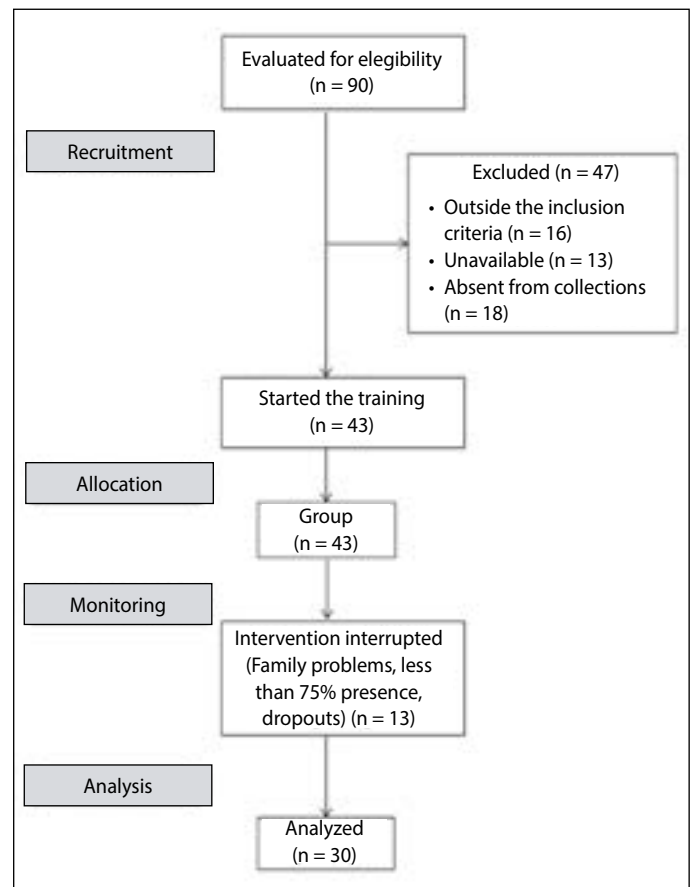 Evaluated for elegibility
(n = 90)
Recruitment
Excluded (n = 47)
• Outside the inclusion
criteria (n = 16)
• Unavailable (n = 13)
• Absent from collections
(n = 18)
Started the training
(n = 43)
Allocation
Group
(n = 43)
Monitoring
Intervention interrupted
(Family problems, less
than 75% presence,
dropouts) (n = 13)
Analysis
Analyzed
(n = 30)